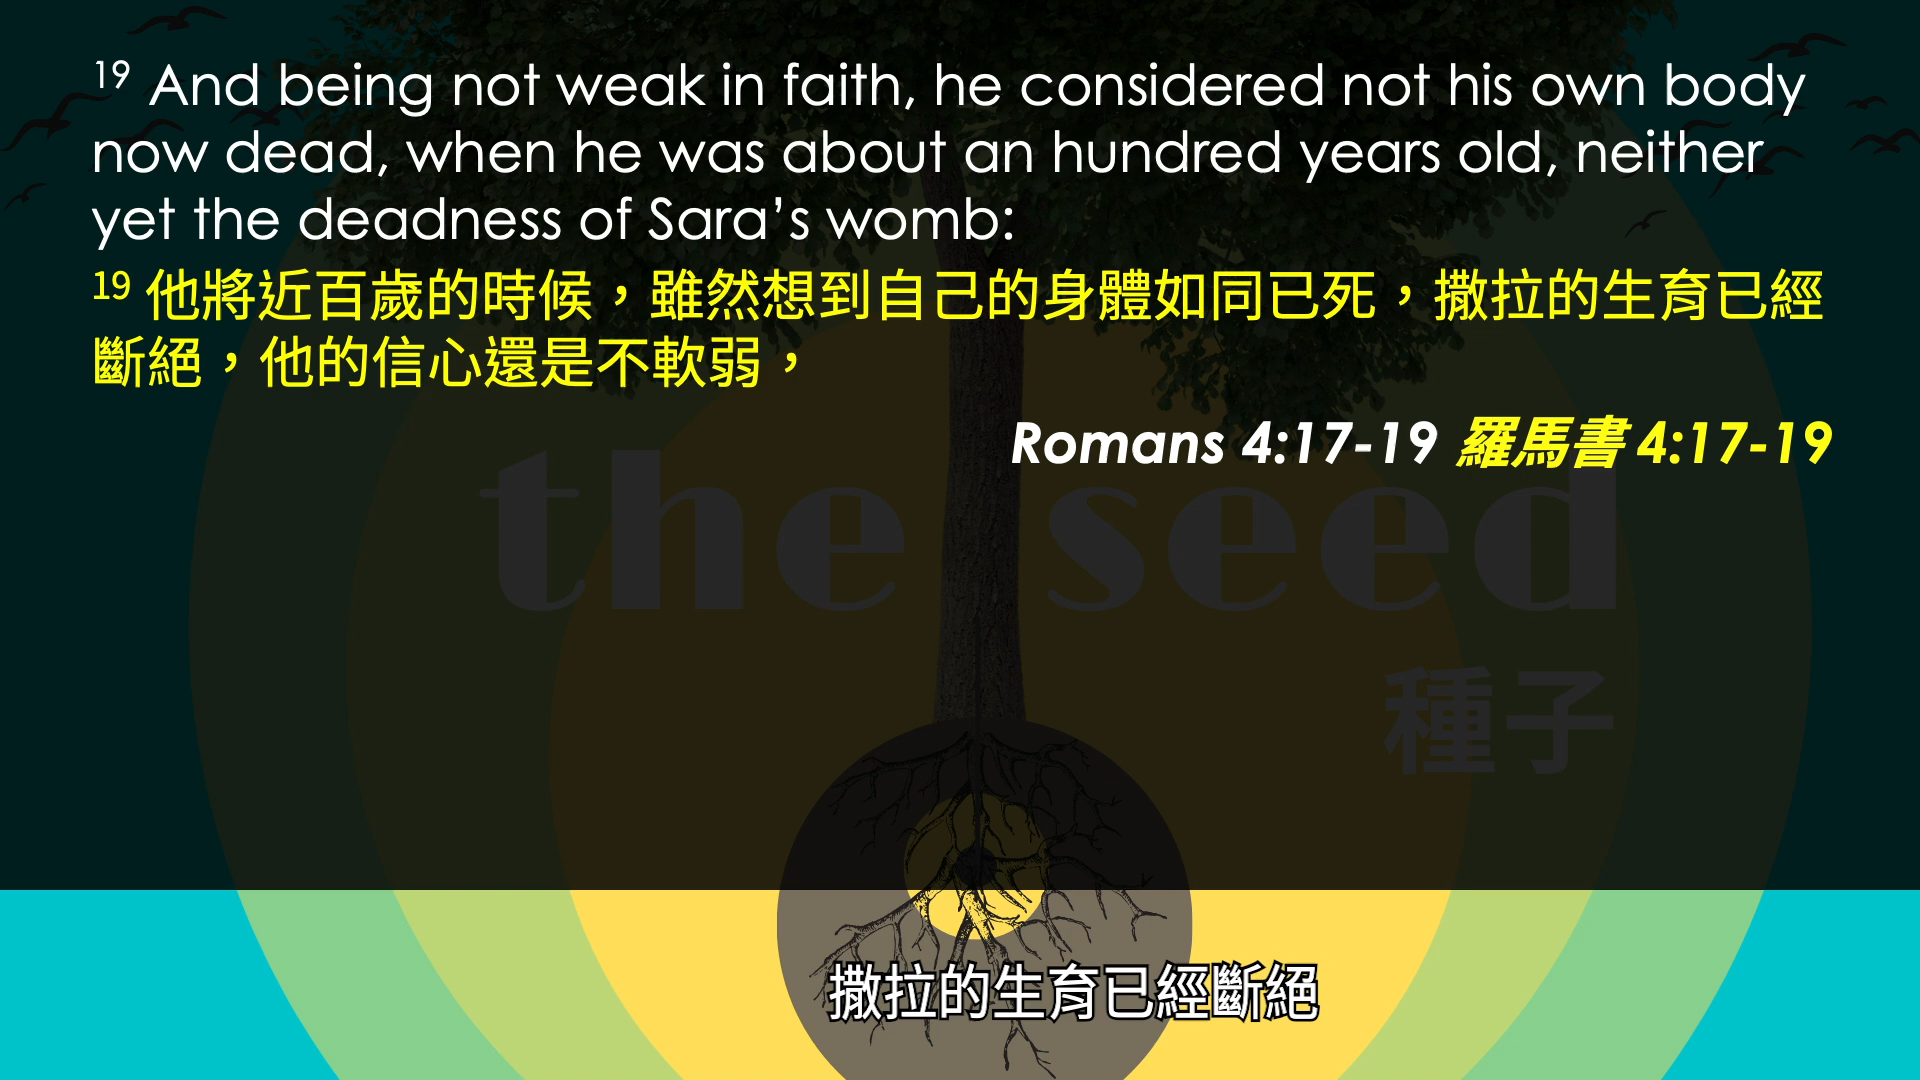 19 And being not weak in faith, he considered not his own body
now dead, when he was about an hundred years old, neither
yet the deadness of Sara’s womb:
19 他將近百歲的時候，雖然想到自己的身體如同已死，撒拉的生育已經
斷絕，他的信心還是不軟弱，
Romans 4:17-19 羅馬書 4:17-19
the seed
種子
撒拉的生育已經斷絕